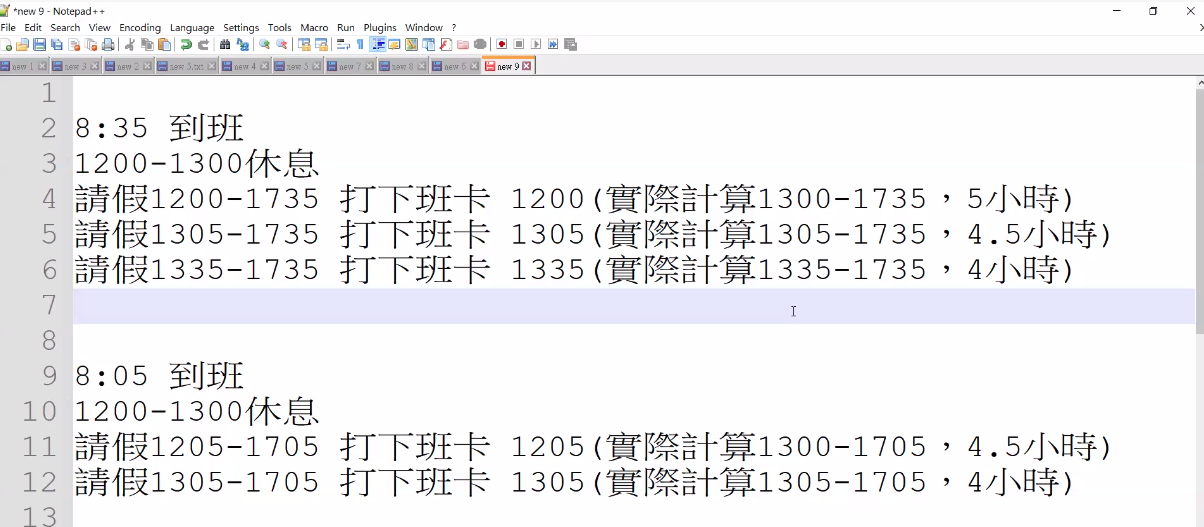 *new 9 - Notepad++
File Edit Search View Encoding Language Settings Tools Macro Run Plugins Window ?
new 1 new 3 new 2 new 5.txt new 4 new 5 new 7 new 8 new 6 new 9
1
2 8:35 到班
3 1200-1300休息
4 請假1200-1735 打下班卡 1200(實際計算1300-1735,5小時)
5 請假1305-1735 打下班卡 1305(實際計算1305-1735,4.5小時)
6 請假1335-1735 打下班卡 1335(實際計算1335-1735,4小時)
7
8
9 8:05 到班
10 1200-1300休息
11 請假1205-1705 打下班卡 1205(實際計算1300-1705,4.5小時)
12 請假1305-1705 打下班卡 1305(實際計算1305-1705,4小時)
13